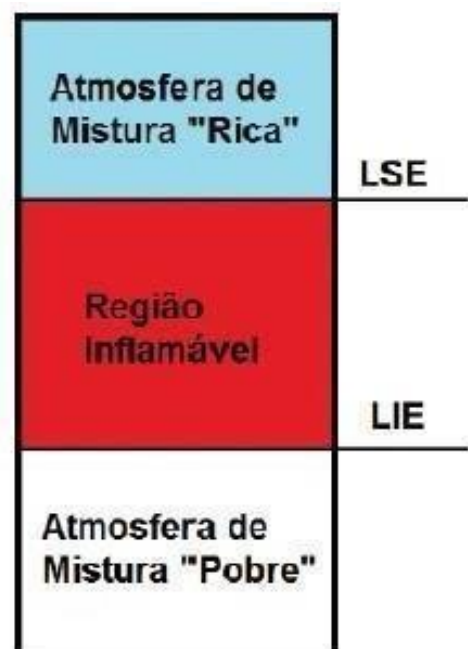 Atmosfera de
Mistura "Rica"
LSE
Região
Inflamável
LIE
Atmosfera de
Mistura "Pobre"